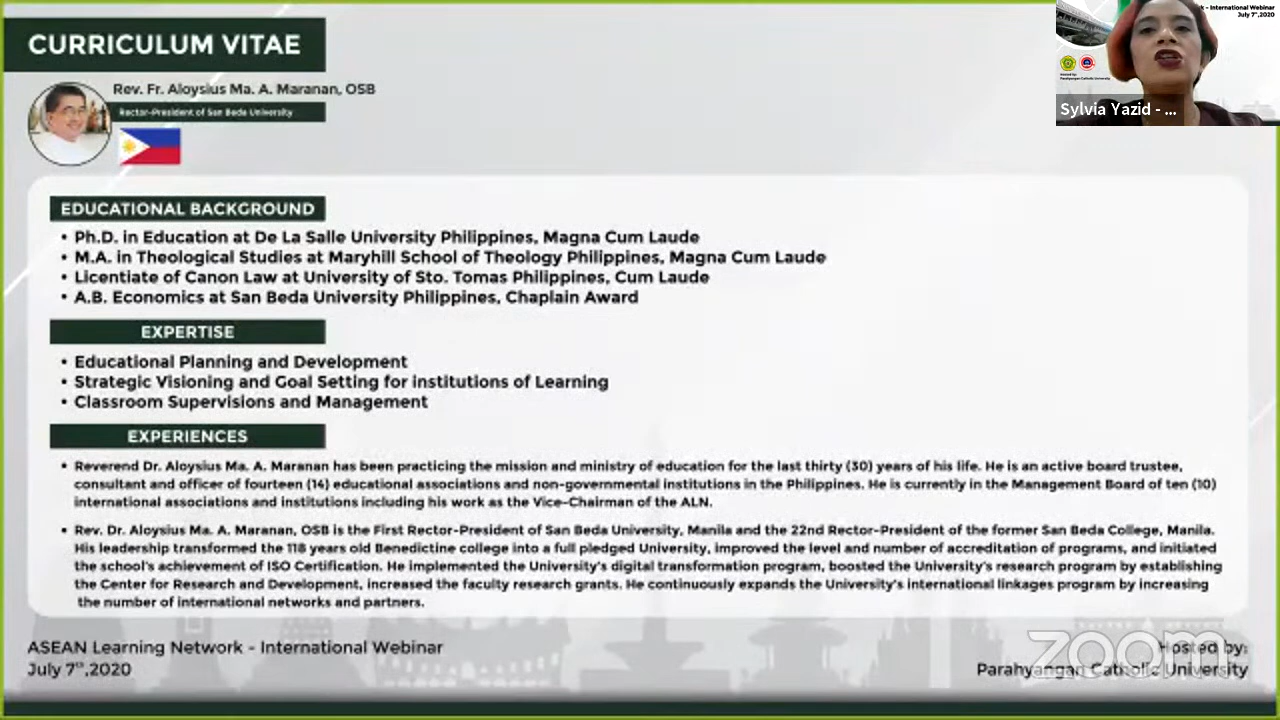 CURRICULUM VITAE
Rev. Fr. Aloysius Ma. A. Maranan, OSB
Rector-President of San Beda University
EDUCATIONAL BACKGROUND
• Ph.D. in Education at De La Salle University Philippines, Magna Cum Laude
• M.A. in Theological Studies at Maryhill School of Theology Philippines, Magna Cum Laude
• Licentiate of Canon Law at University of Sto. Tomas Philippines, Cum Laude
• A.B. Economics at San Beda University Philippines, Chaplain Award
EXPERTISE
• Educational Planning and Development
• Strategic Visioning and Goal Setting for institutions of Learning
• Classroom Supervisions and Management
EXPERIENCES
• Reverend Dr. Aloysius Ma. A. Maranan has been practicing the mission and ministry of education for the last thirty (30) years of his life. He is an active board trustee,
consultant and officer of fourteen (14) educational associations and non-governmental institutions in the Philippines. He is currently in the Management Board of ten (10)
international associations and institutions including his work as the Vice-Chairman of the ALN.
• Rev. Dr. Aloysius Ma. A. Maranan, OSB is the First Rector-President of San Beda University, Manila and the 22nd Rector-President of the former San Beda College, Manila.
His leadership transformed the 118 years old Benedictine college into a full pledged University, improved the level and number of accreditation of programs, and initiated
the school's achievement of ISO Certification. He implemented the University's digital transformation program, boosted the University's research program by establishing
the Center for Research and Development, increased the faculty research grants. He continuously expands the University's international linkages program by increasing
the number of international networks and partners.
ASEAN Learning Network - International Webinar
July 7th,2020
Hosted by:
Parahyangan Catholic University
zoom
- International Webinar
July 7th,2020
Hosted by:
Parahyangan Catholic University
Sylvia Yazid - ...